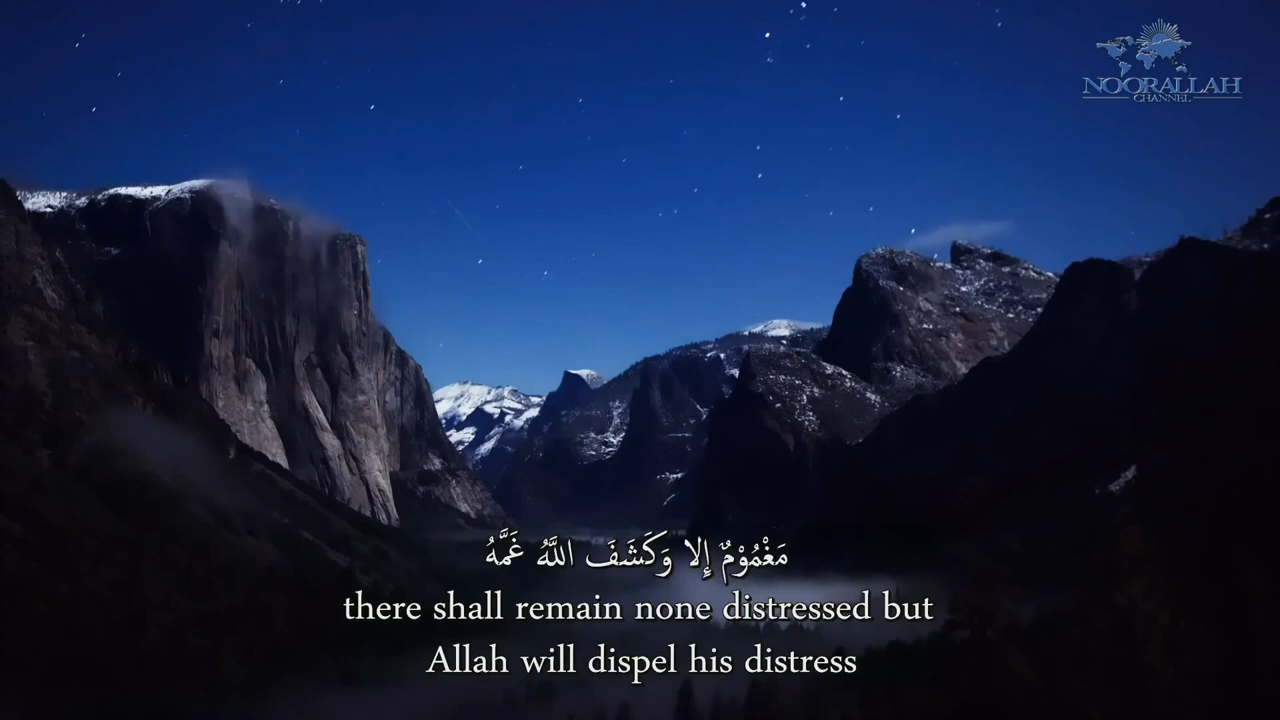 NOORALLAH
CHANNEL
مَغْمُوْمٌ إِلا وَكَشَفَ اللَّهُ غَمَّهُ
there shall remain none distressed but
Allah will dispel his distress